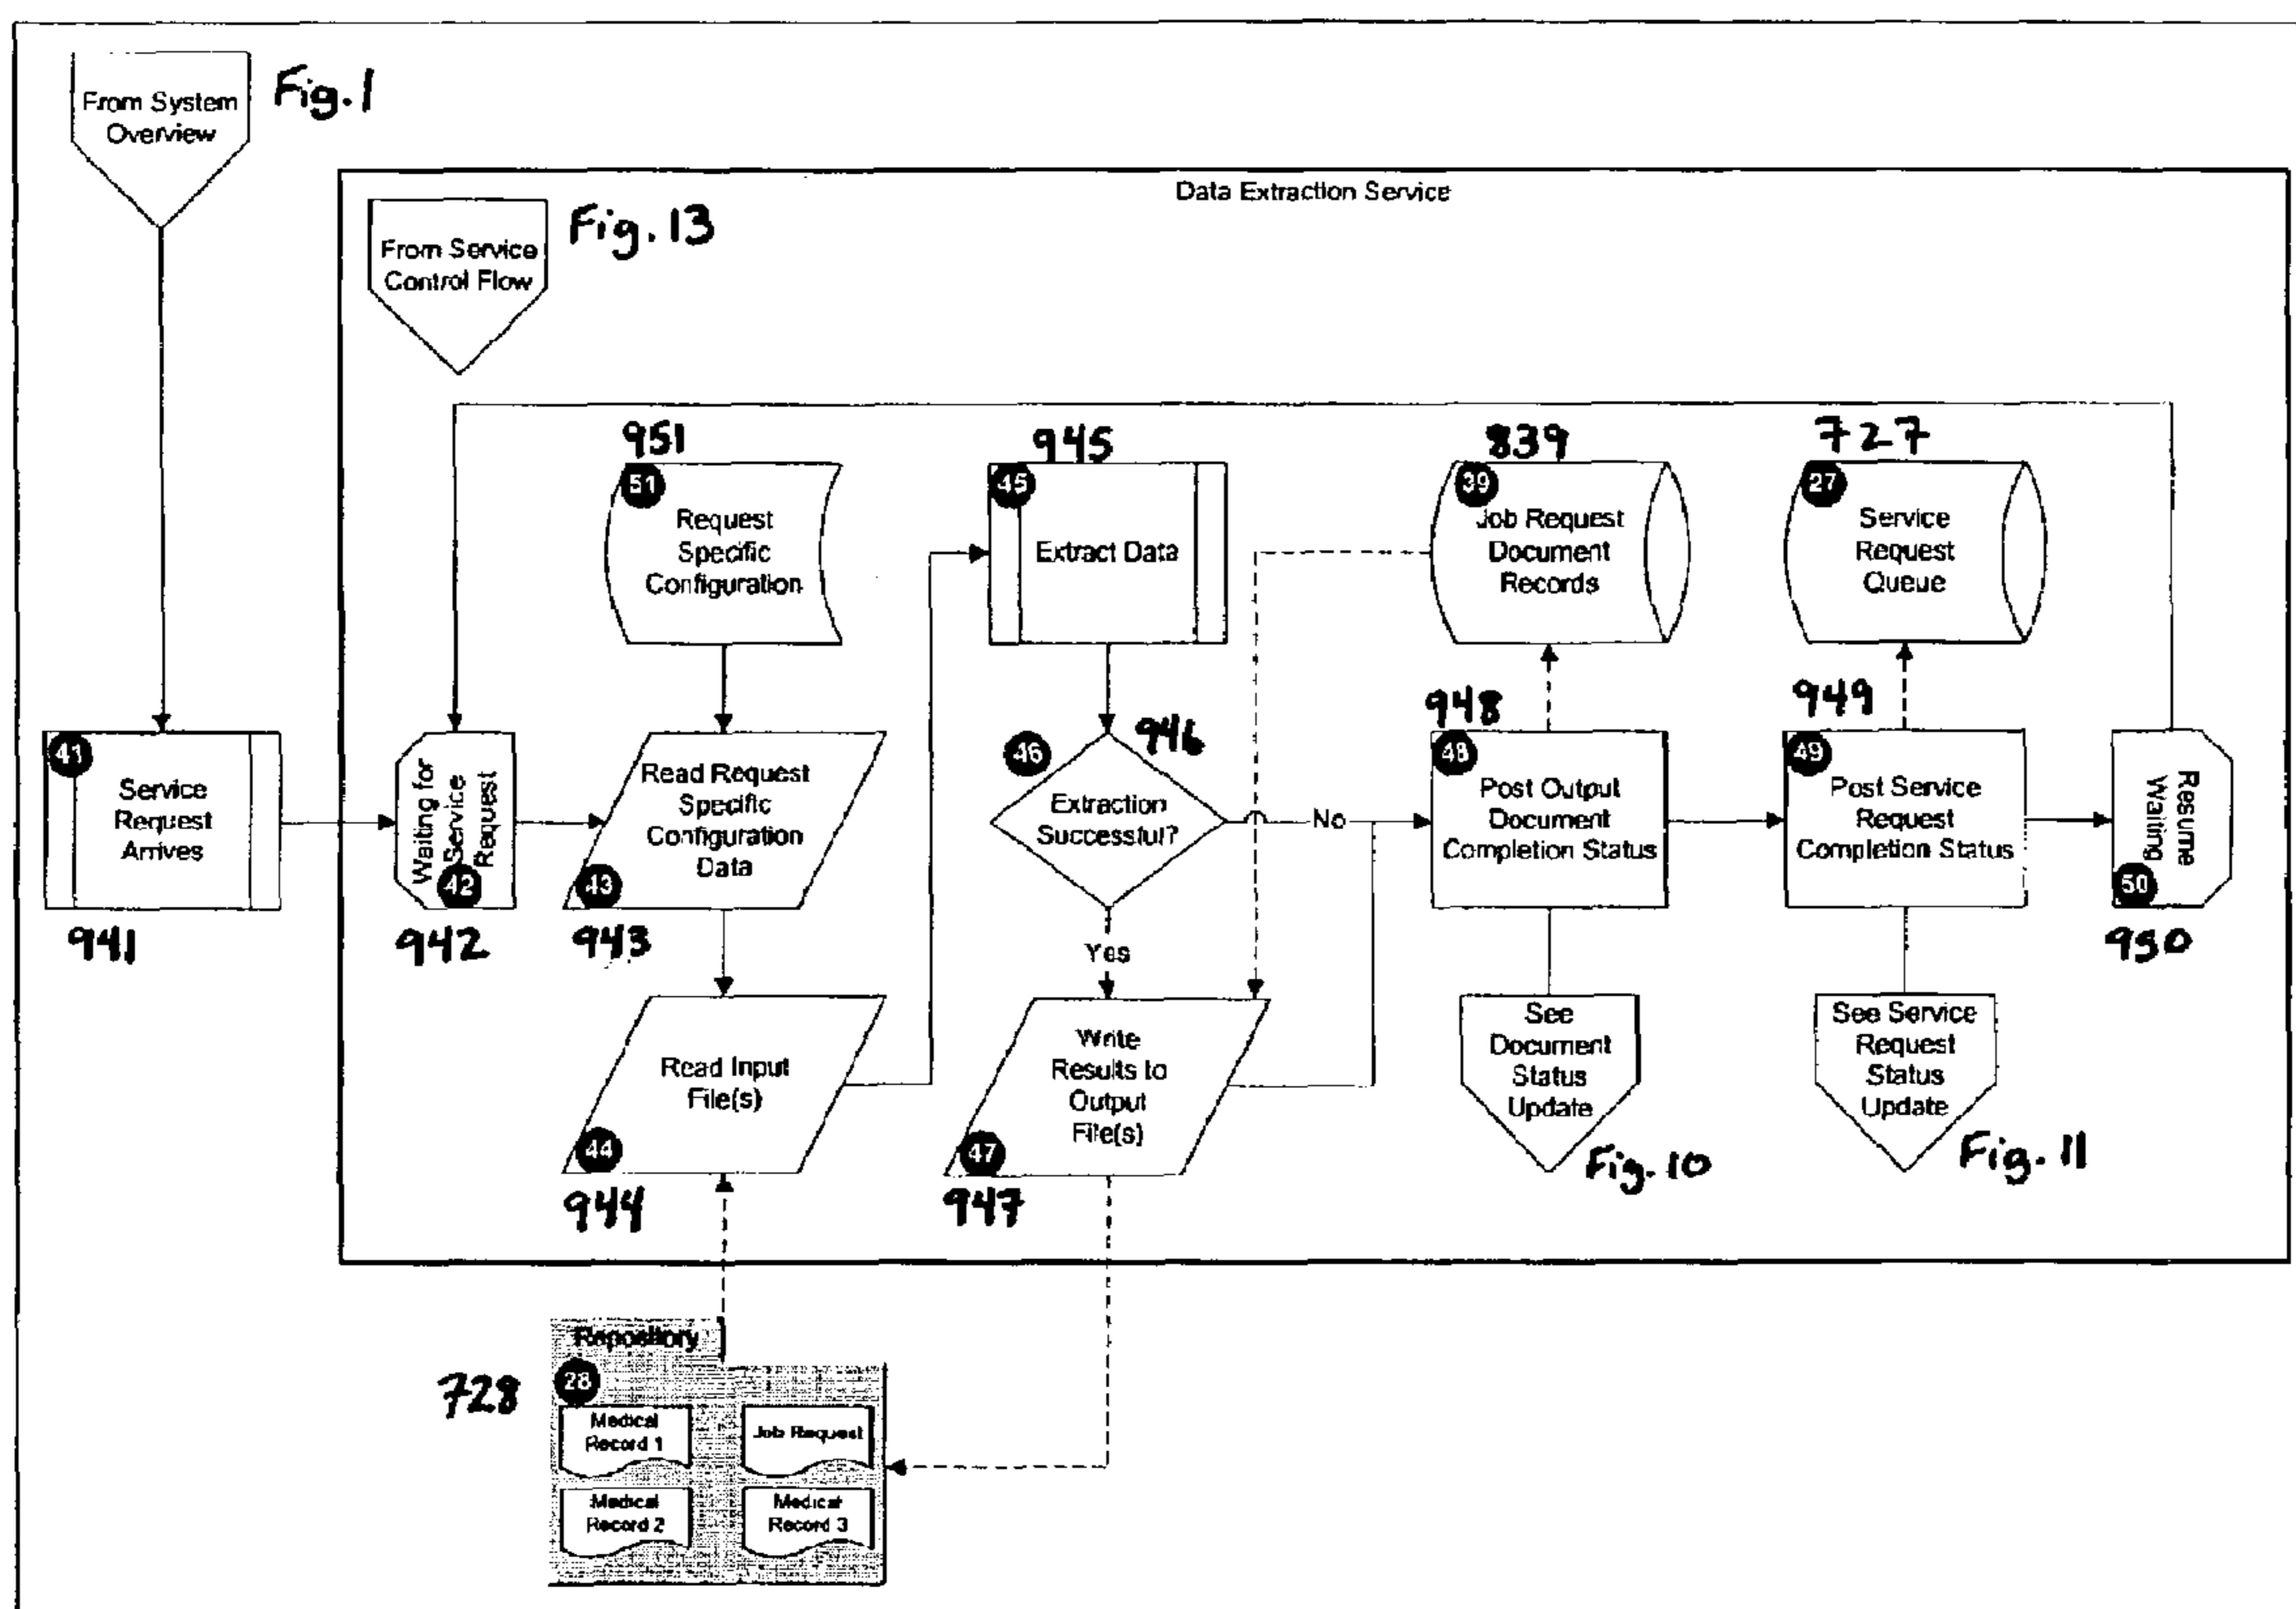 From System
Overview
Fig. 1
Data Extraction Service
From Service
Control Flow
Fig. 13
951
51
Request
Specific
Configuration
945
45
Extract Data
839
39
Job Request
Document
Records
727
27
Service
Request
Queue
41
Service
Request
Arrives
941
Waiting for
Service
Request
42
942
Read Request
Specific
Configuration
Data
43
943
46
946
Extraction
Successful?
No
Yes
948
48
Post Output
Document
Completion Status
949
49
Post Service
Request
Completion Status
Resume
Waiting
50
950
Read Input
File(s)
44
944
Write
Results to
Output
File(s)
47
947
See
Document
Status
Update
Fig. 10
See Service
Request
Status
Update
Fig. 11
Repository
728
28
Medical
Record 1
Job Request
Medical
Record 2
Medical
Record 3